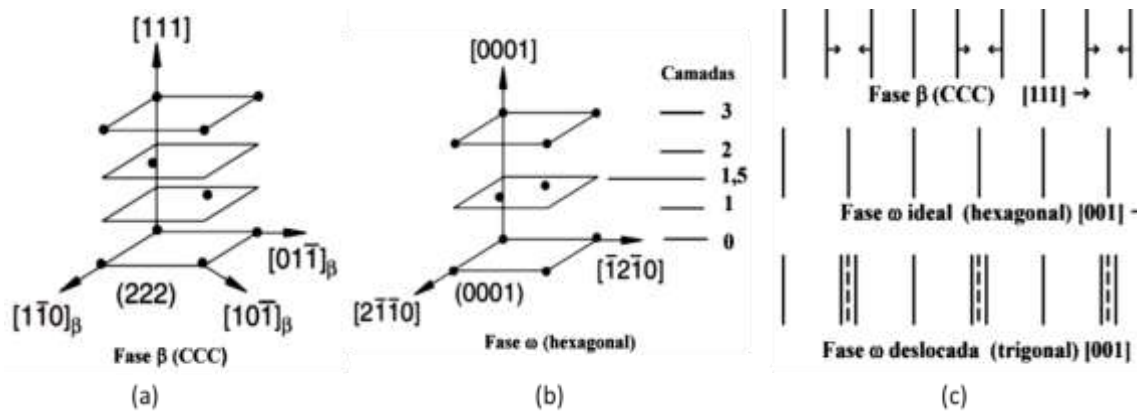 [111]
[011̄]β
[11̄0]β
(222)
[101̄]β
Fase β (CCC)
(a)
[0001]
Camadas
3
2
1,5
1
0
[1̄21̄0]
[21̄1̄0]
(0001)
Fase ω (hexagonal)
(b)
Fase β (CCC) [111] →
Fase ω ideal (hexagonal) [001] -
Fase ω deslocada (trigonal) [001]
(c)